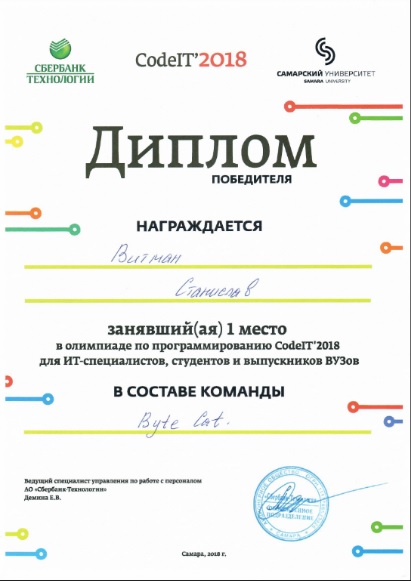 СБЕРБАНК
ТЕХНОЛОГИИ
CodeIT'2018
САМАРСКИЙ УНИВЕРСИТЕТ
SAMARA UNIVERSITY
Диплом
ПОБЕДИТЕЛЯ
НАГРАЖДАЕТСЯ
Витман
Станислав
занявший(ая) 1 место
в олимпиаде по программированию CodeIT'2018
для ИТ-специалистов, студентов и выпускников ВУЗов
В СОСТАВЕ КОМАНДЫ
Byte Cat.
Ведущий специалист управления по работе с персоналом
АО «Сбербанк-Технологии»
Демина Е.В.
Самара, 2018 г.